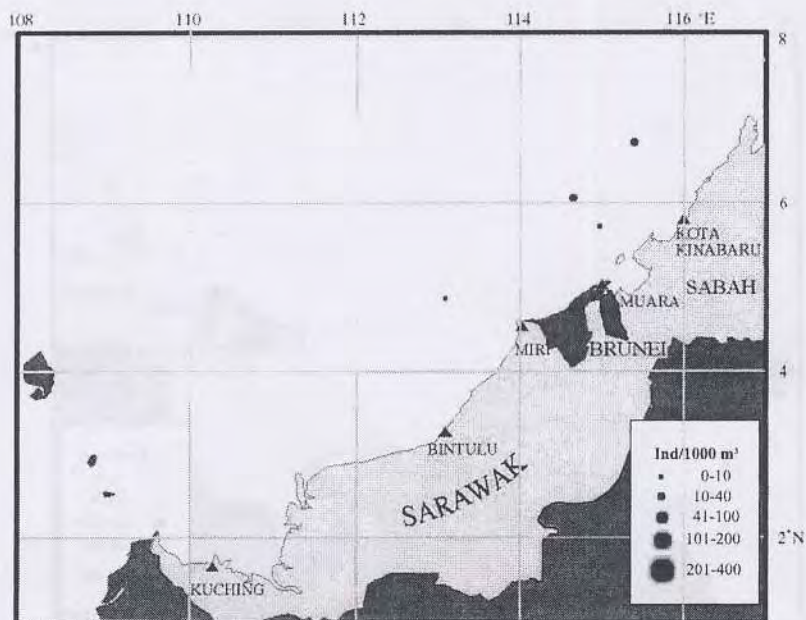 108 110 112 114 116 °E
8
6
KOTA
KINABARU
SABAH
MUARA
MIRI BRUNEI
4
BINTULU
SARAWAK
Ind/1000 m³
0-10
10-40
41-100
101-200
201-400
2°N
KUCHING